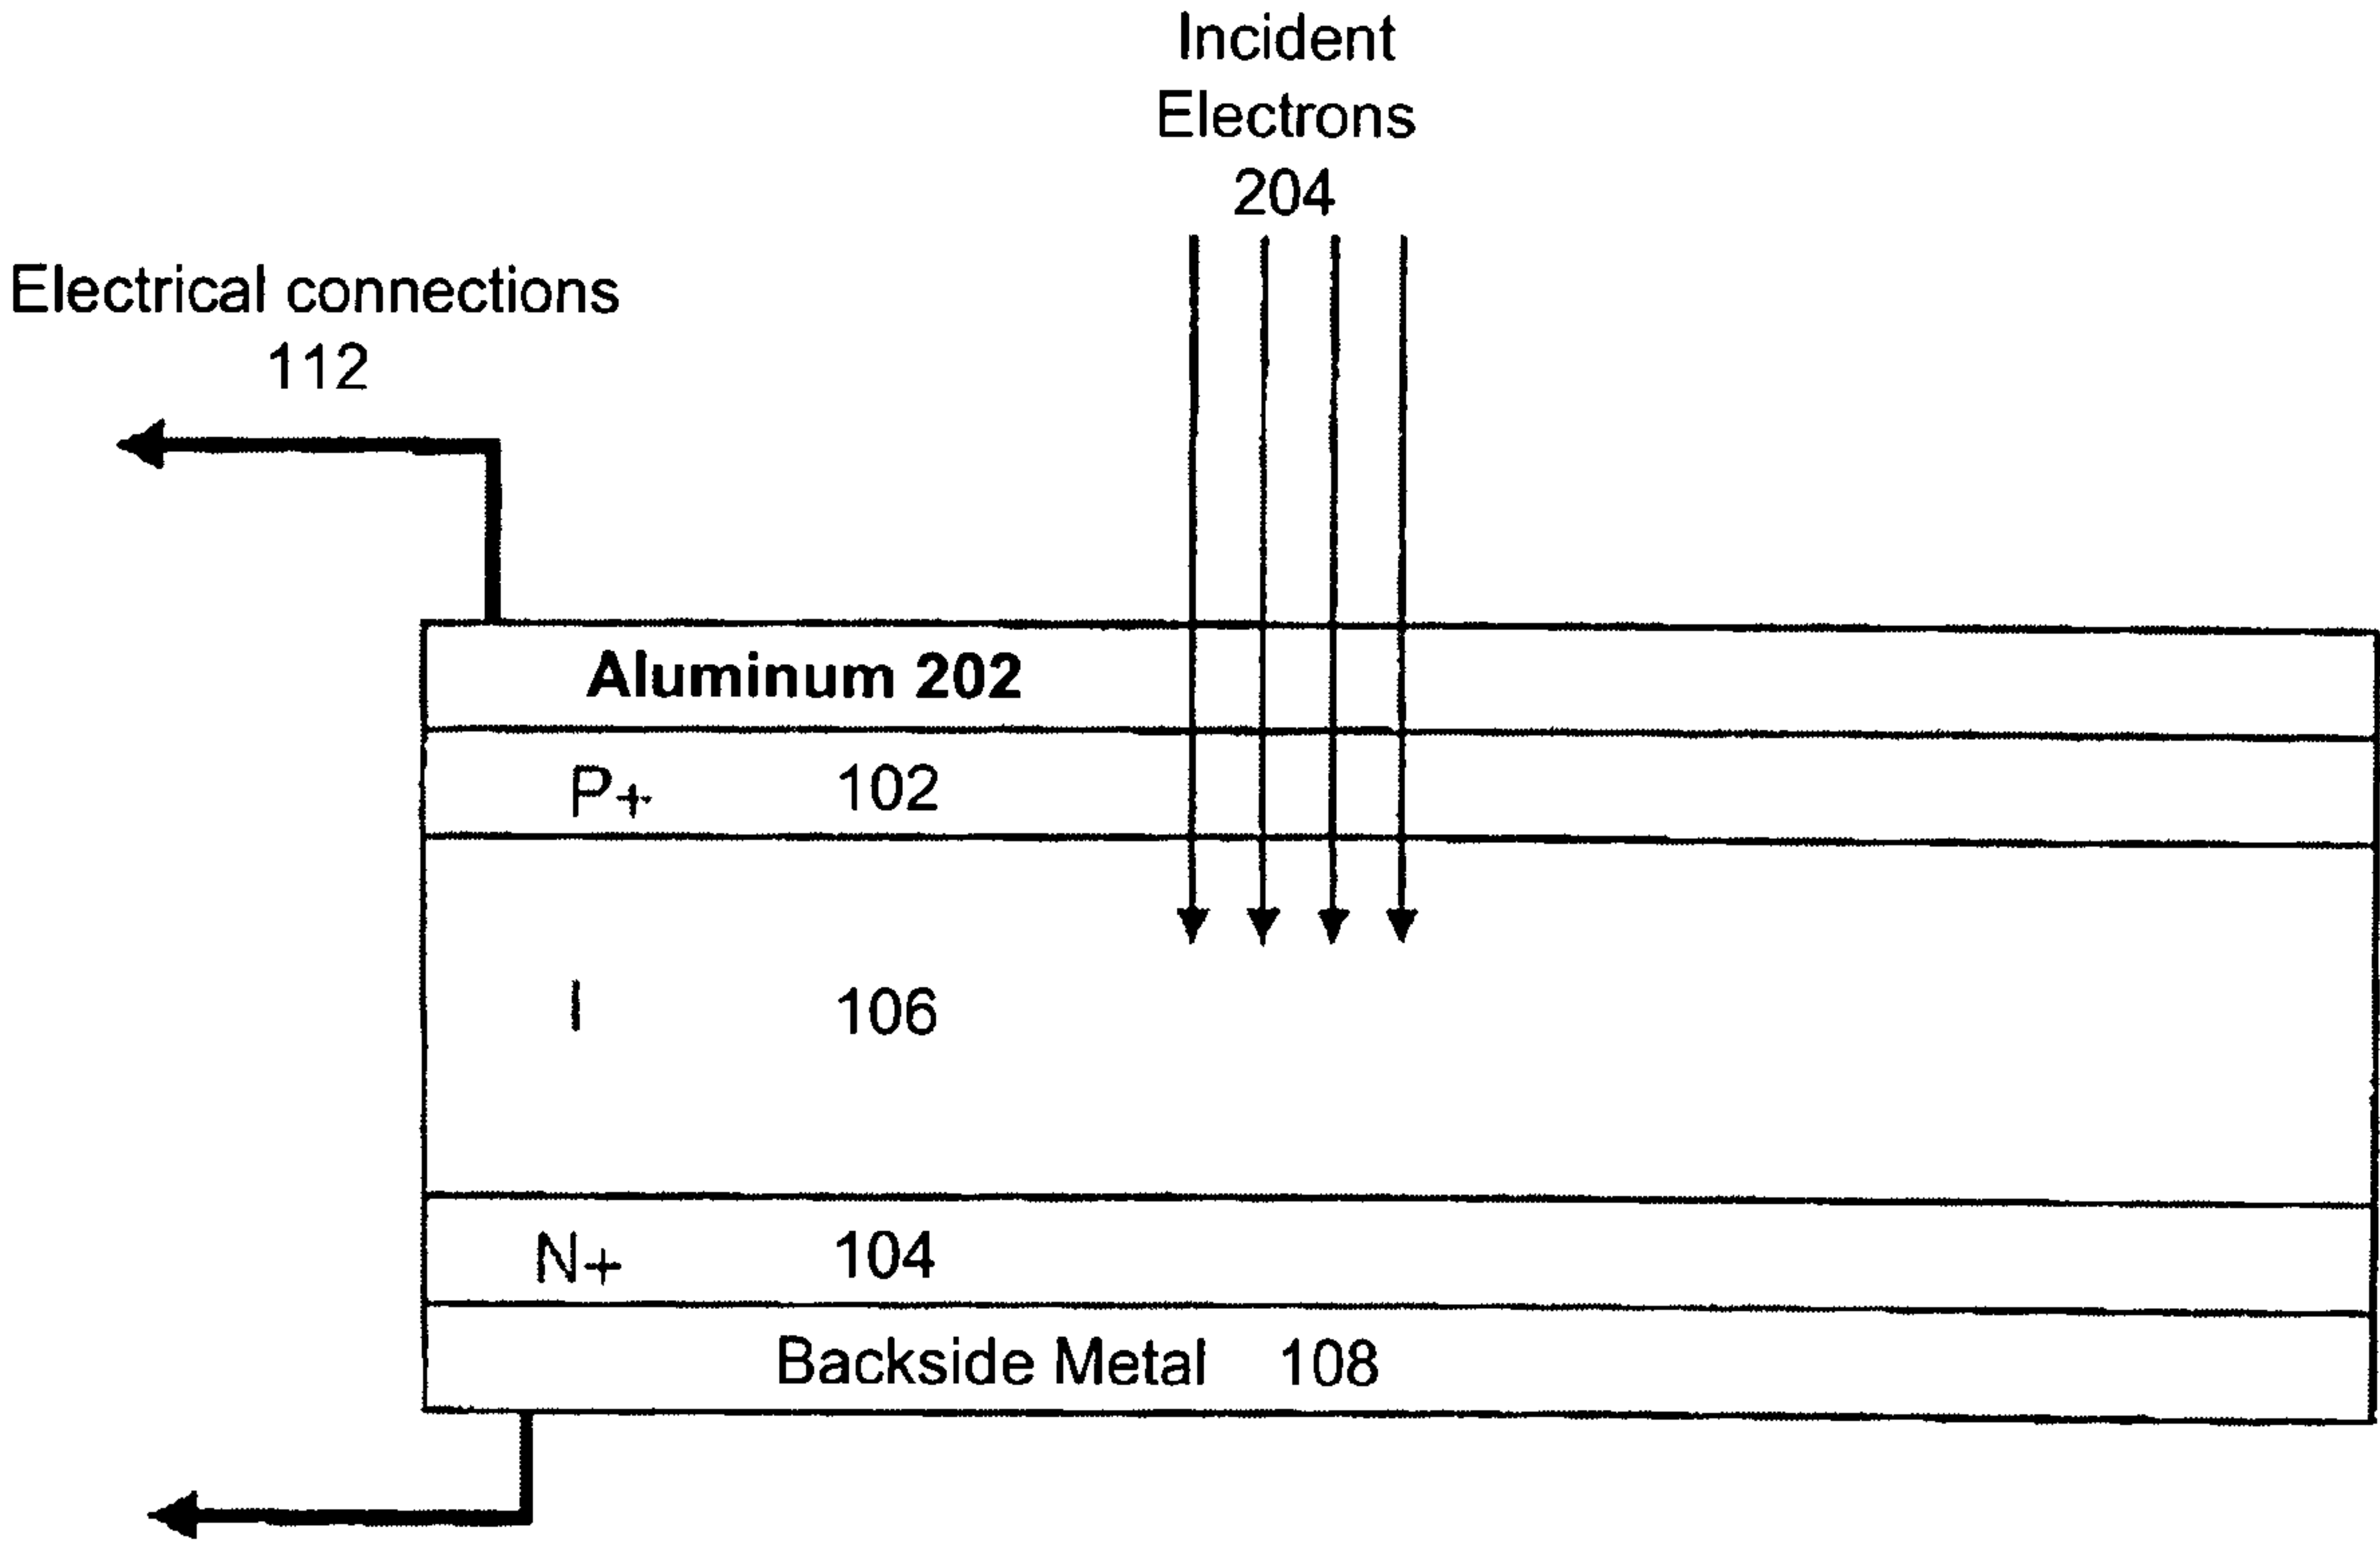 Incident
Electrons
204
Electrical connections
112
Aluminum 202
P+ 102
I 106
N+ 104
Backside Metal 108